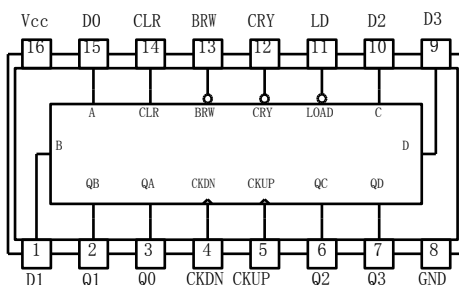 Vcc D0 CLR BRW CRY LD D2 D3
16 15 14 13 12 11 10 9
A CLR BRW CRY LOAD C
B D
QB QA CKDN CKUP QC QD
1 2 3 4 5 6 7 8
D1 Q1 Q0 CKDN CKUP Q2 Q3 GND